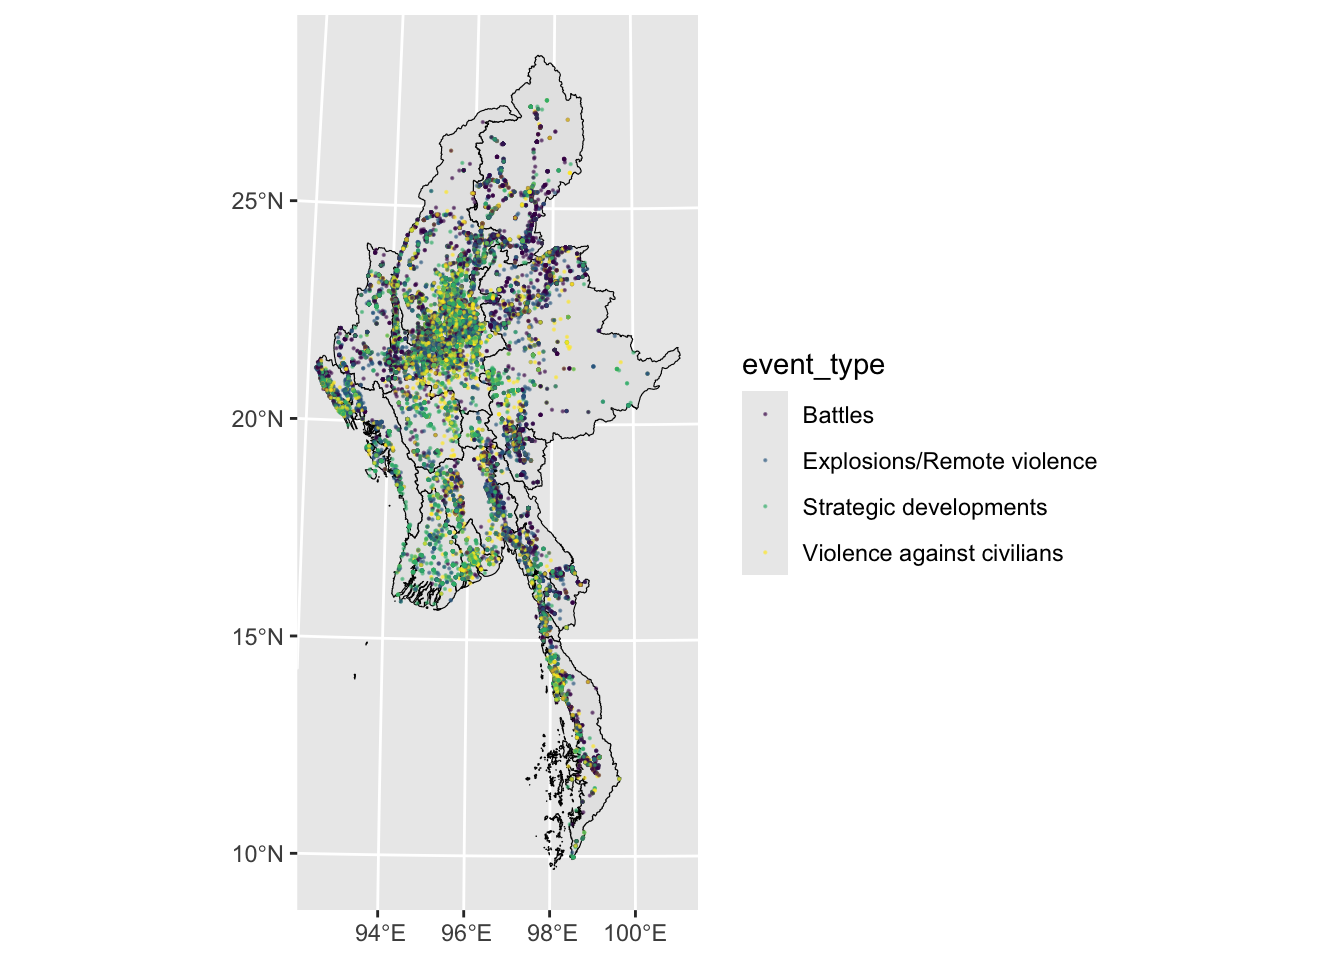 25°N
20°N
15°N
10°N
94°E 96°E 98°E 100°E
event_type
Battles
Explosions/Remote violence
Strategic developments
Violence against civilians